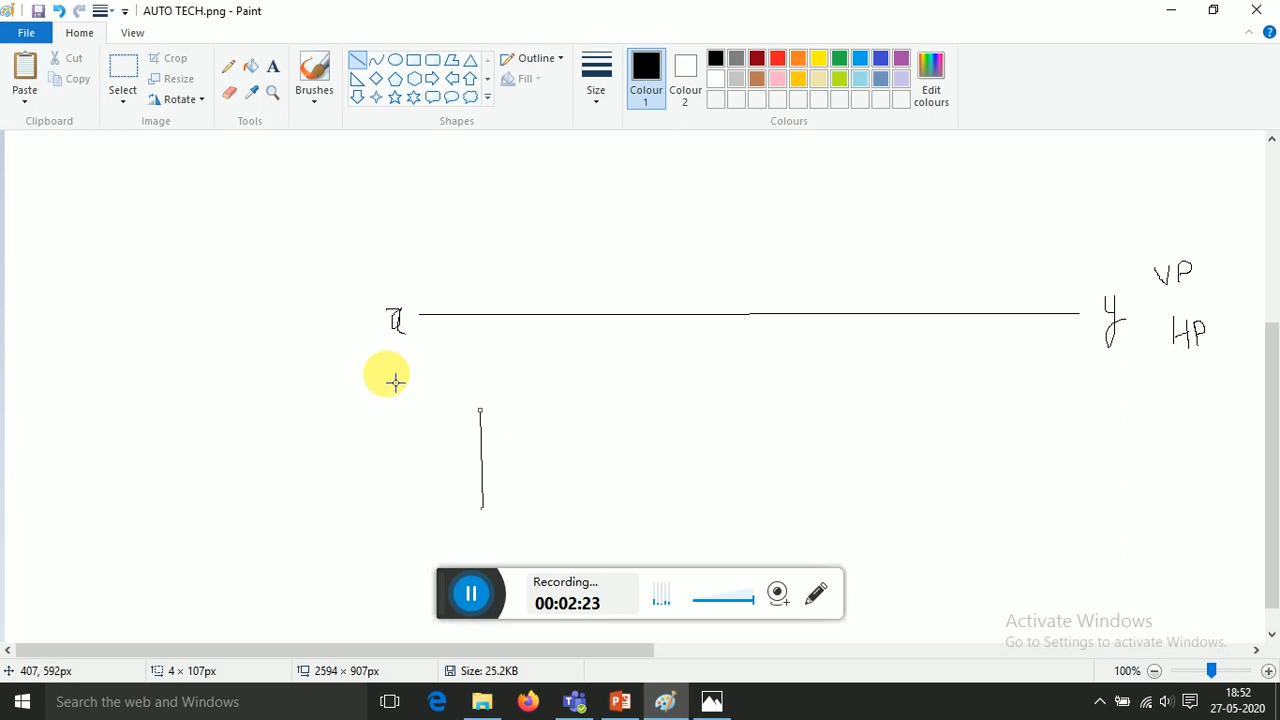 AUTO TECH.png - Paint
File
Home
View
Paste
Cut
Copy
Clipboard
Select
Crop
Resize
Rotate
Image
A
Tools
Brushes
Outline
Fill
Shapes
Size
Colour
1
Colour
2
Edit
colours
Colours
x
y
VP
HP
Recording...
00:02:23
Activate Windows
Go to Settings to activate Windows.
407, 592px
4 × 107px
2594 × 907px
Size: 25.2KB
100%
Search the web and Windows
18:52
27-05-2020